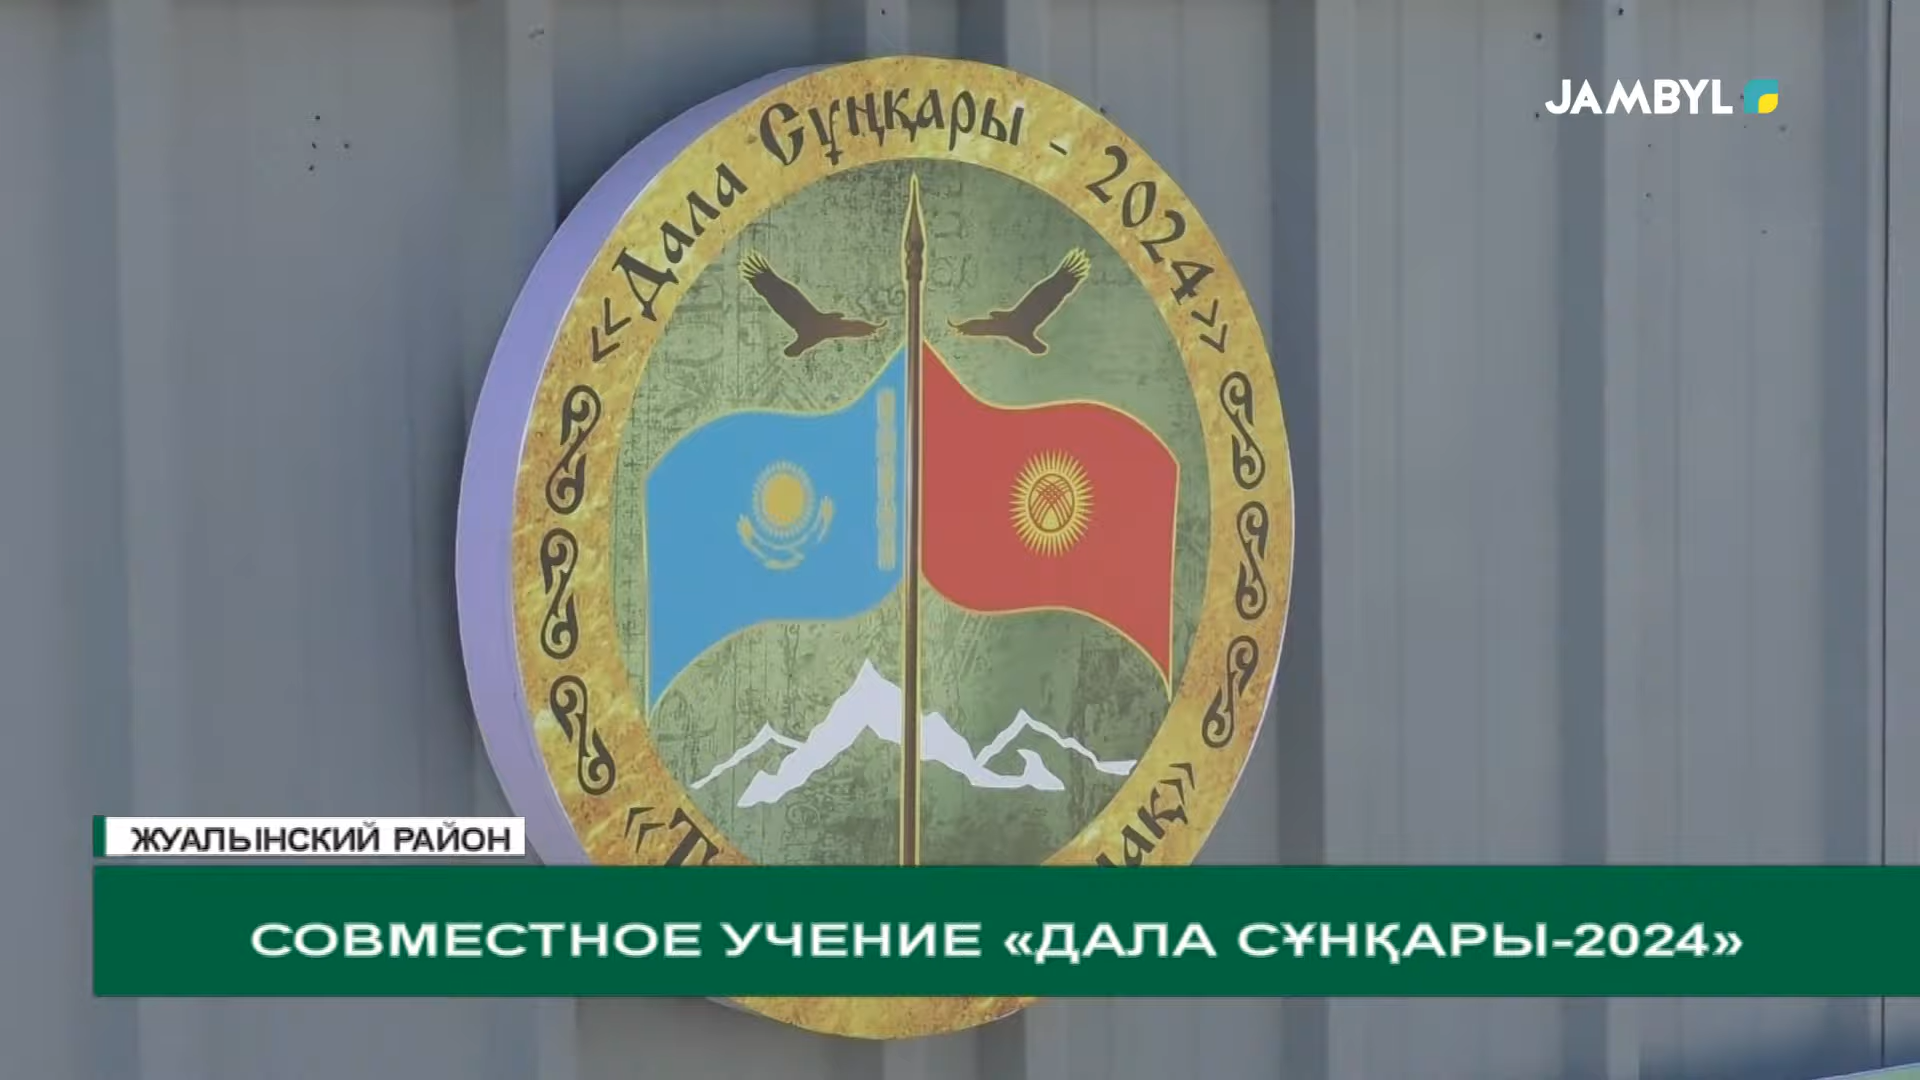 JAMBYL
«Дала Сұңқары - 2024»
ЖУАЛЫНСКИЙ РАЙОН
СОВМЕСТНОЕ УЧЕНИЕ «ДАЛА СҰНҚАРЫ-2024»